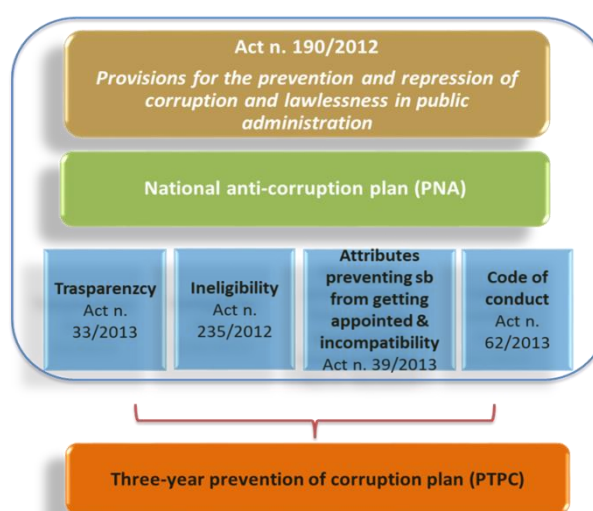 Act n. 190/2012
Provisions for the prevention and repression of
corruption and lawlessness in public
administration
National anti-corruption plan (PNA)
Trasparenzcy
Act n.
33/2013
Ineligibility
Act n.
235/2012
Attributes
preventing sb
from getting
appointed &
incompatibility
Act n. 39/2013
Code of
conduct
Act n.
62/2013
Three-year prevention of corruption plan (PTPC)